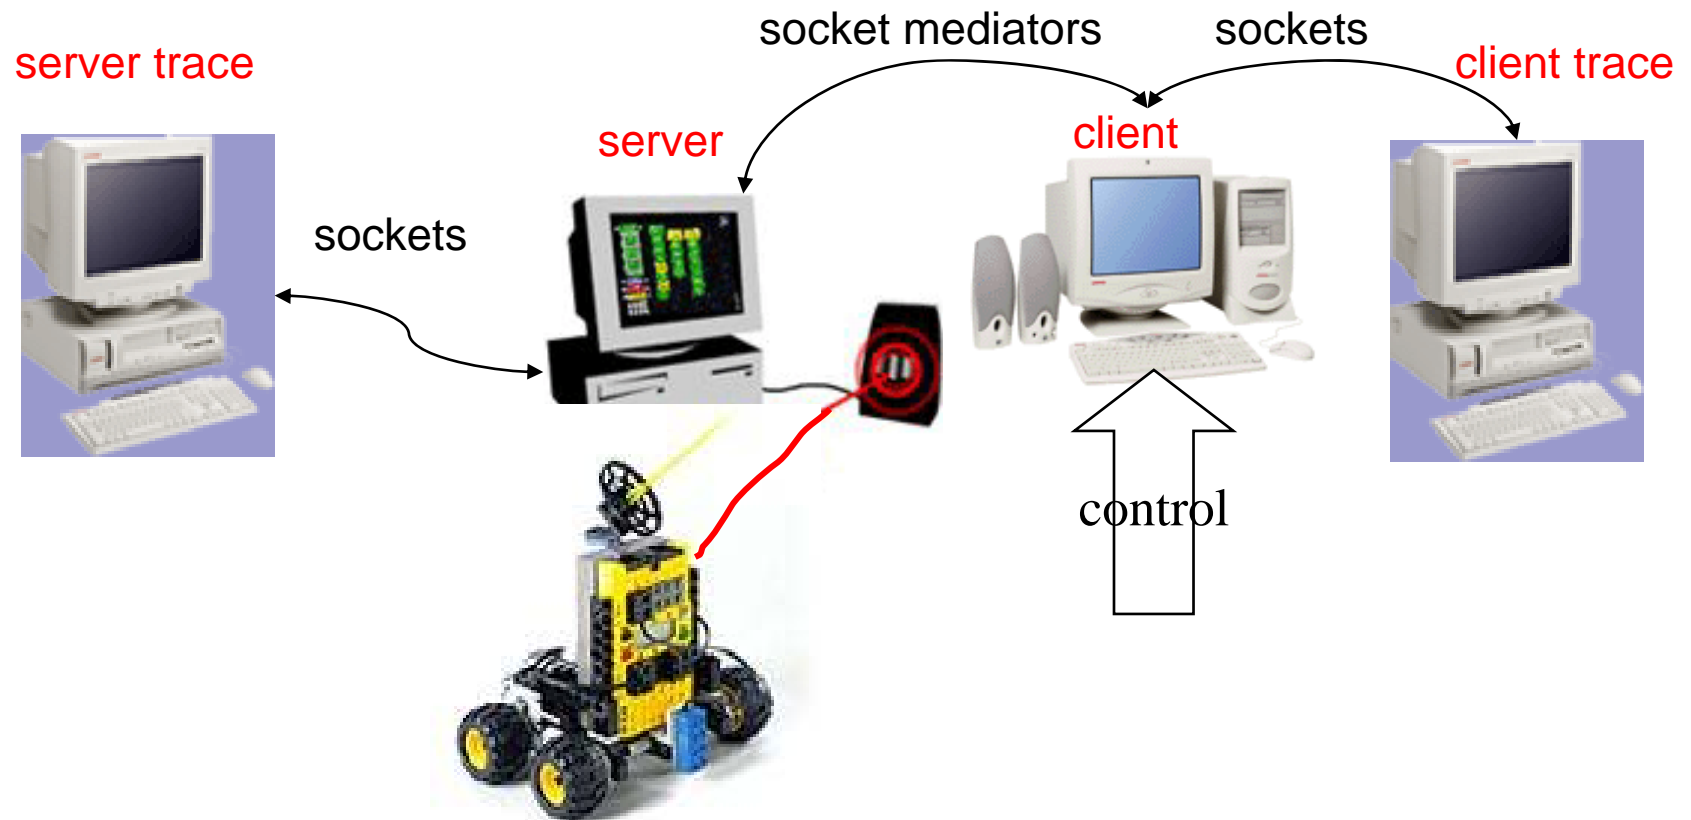 socket mediators
sockets
server trace
client trace
server
client
sockets
control